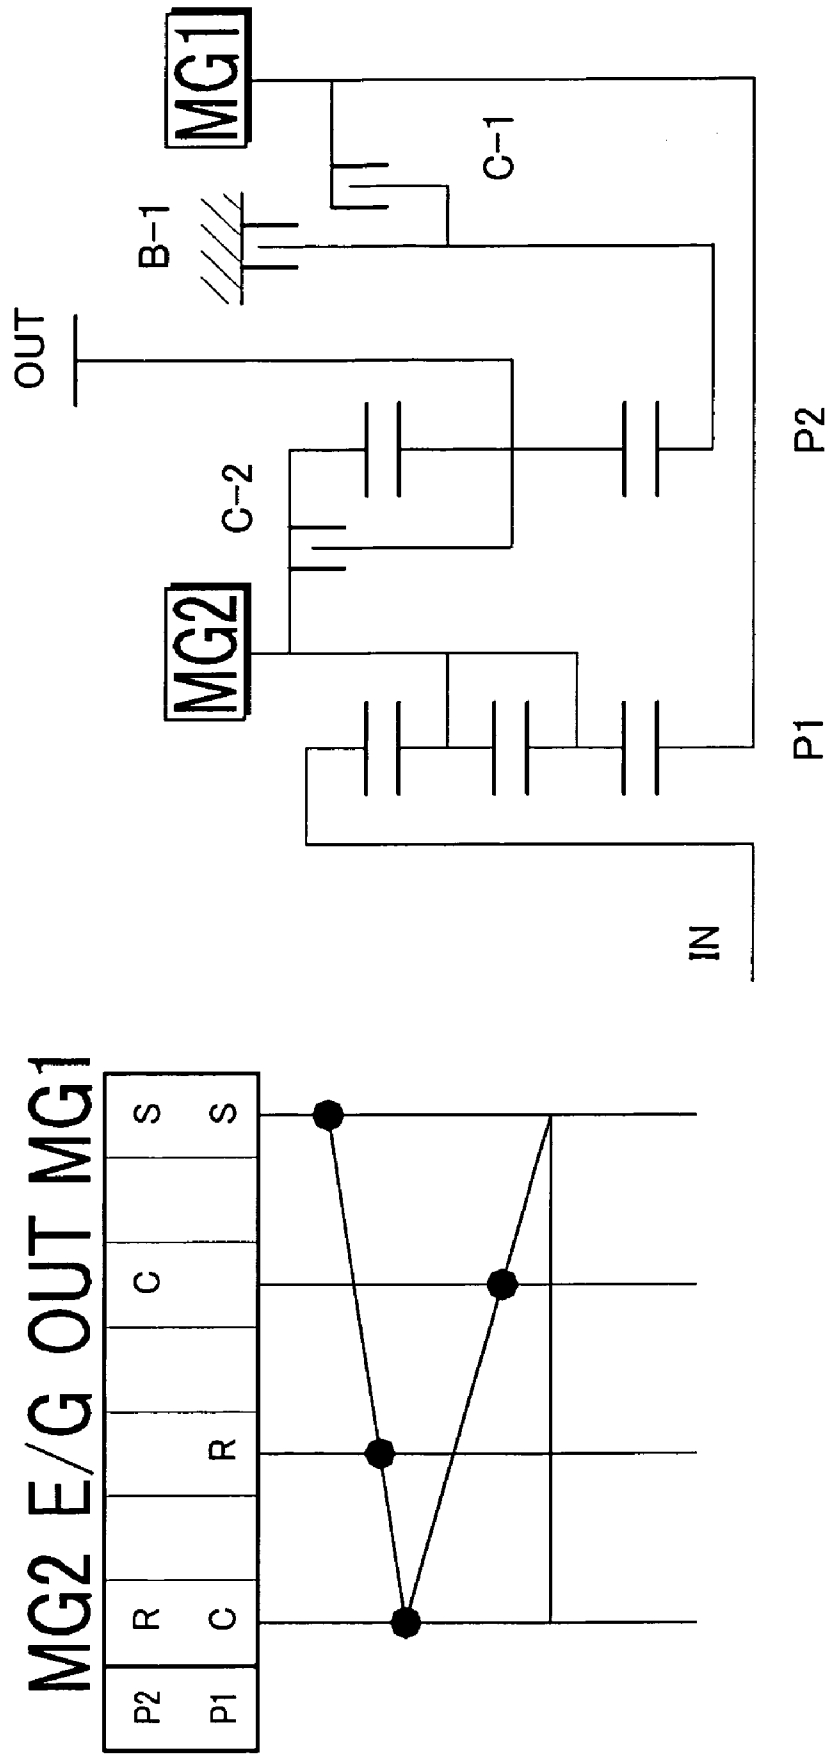 MG2 E/G OUT MG1
P2 R C S
P1 C R S
OUT
MG2
MG1
B-1
C-2
C-1
IN
P1
P2